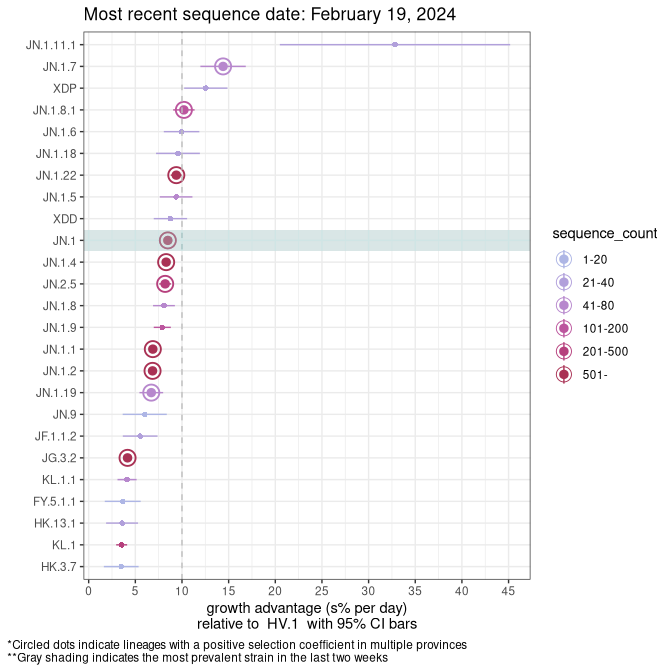 Most recent sequence date: February 19, 2024
JN.1.11.1
JN.1.7
XDP
JN.1.8.1
JN.1.6
JN.1.18
JN.1.22
JN.1.5
XDD
JN.1
JN.1.4
JN.2.5
JN.1.8
JN.1.9
JN.1.1
JN.1.2
JN.1.19
JN.9
JF.1.1.2
JG.3.2
KL.1.1
FY.5.1.1
HK.13.1
KL.1
HK.3.7
0 5 10 15 20 25 30 35 40 45
growth advantage (s% per day)
relative to HV.1 with 95% CI bars
sequence_count
1-20
21-40
41-80
101-200
201-500
501-
*Circled dots indicate lineages with a positive selection coefficient in multiple provinces
**Gray shading indicates the most prevalent strain in the last two weeks